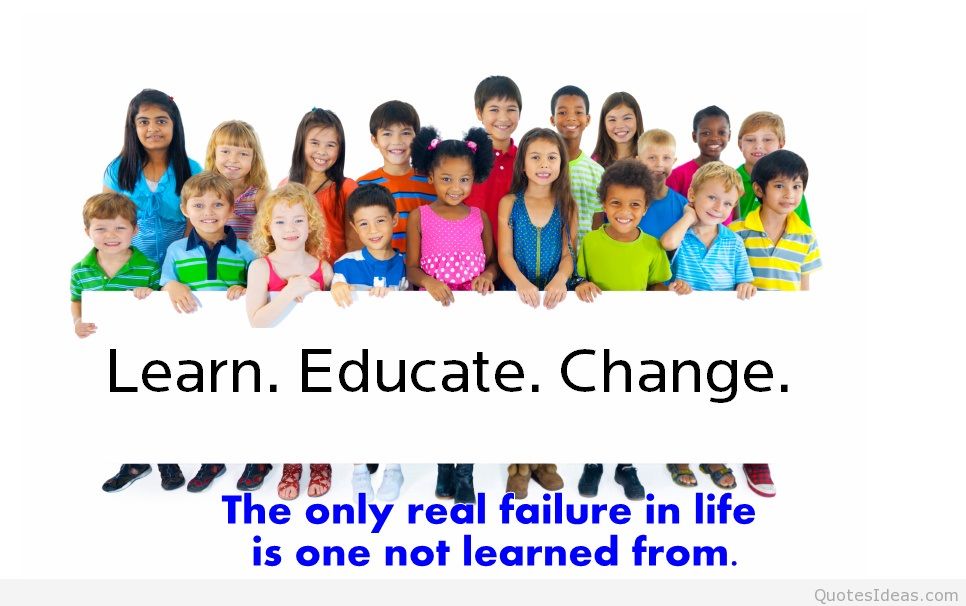 Learn. Educate. Change.
The only real failure in life
is one not learned from.
QuotesIdeas.com